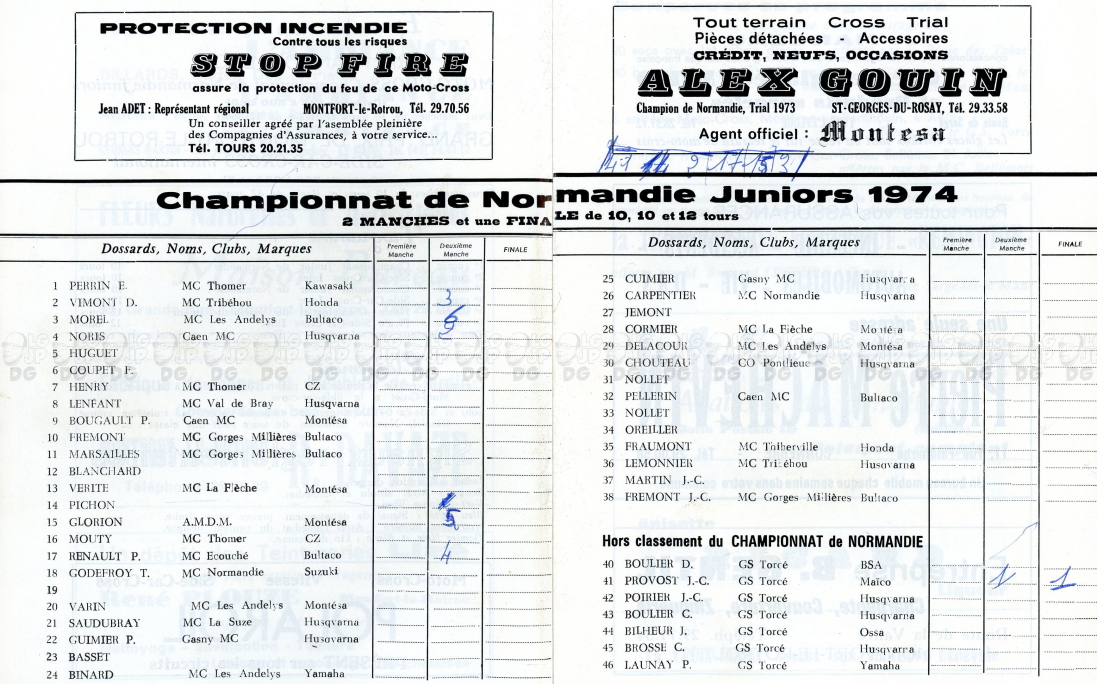 PROTECTION INCENDIE
Contre tous les risques
STOP FIRE
assure la protection du feu de ce Moto-Cross
Jean ADET : Représentant régional MONTFORT-le-Rotrou, Tél. 29.70.56
Un conseiller agréé par l'asemblée pleinière
des Compagnies d'Assurances, à votre service...
Tél. TOURS 20.21.35
Tout terrain Cross Trial
Pièces détachées - Accessoires
CRÉDIT, NEUFS, OCCASIONS
ALEX GOUIN
Champion de Normandie, Trial 1973 ST-GEORGES-DU-ROSAY, Tél. 29.33.58
Agent officiel : Montesa
Championnat de Normandie Juniors 1974
2 MANCHES et une FINALE de 10, 10 et 12 tours
Dossards, Noms, Clubs, Marques Première Manche Deuxième Manche FINALE
1 PERRIN E. MC Thomer Kawasaki
2 VIMONT D. MC Tribéhou Honda 3
3 MOREL MC Les Andelys Bultaco
4 NORIS Caen MC Husqvarna
5 HUGUET
6 GOUPET F.
7 HENRY MC Thomer CZ
8 LENFANT MC Val de Bray Husqvarna
9 BOUGAULT P. Caen MC Montésa
10 FREMONT MC Gorges Millières Bultaco
11 MARSAILLES MC Gorges Millières Bultaco
12 BLANCHARD
13 VERITE MC La Flèche Montésa
14 PICHON
15 GLORION A.M.D.M. Montésa 5
16 MOUTY MC Thomer CZ
17 RENAULT P. MC Ecouché Bultaco 4
18 GODEFROY T. MC Normandie Suzuki
19
20 VARIN MC Les Andelys Montésa
21 SAUDUBRAY MC La Suze Husqvarna
22 GUIMIER P. Gasny MC Husqvarna
23 BASSET
24 BINARD MC Les Andelys Yamaha
Dossards, Noms, Clubs, Marques Première Manche Deuxième Manche FINALE
25 CUIMIER Gasny MC Husqvarna
26 CARPENTIER MC Normandie Husqvarna
27 JEMONT
28 CORMIER MC La Flèche Montésa
29 DELACOUR MC Les Andelys Montésa
30 CHOUTEAU CO Pontlieue Husqvarna
31 NOLLET
32 PELLERIN Caen MC Bultaco
33 NOLLET
34 OREILLER
35 FRAUMONT MC Toiberville Honda
36 LEMONNIER MC Tribéhou Husqvarna
37 MARTIN J.-C.
38 FREMONT J.-C. MC Gorges Millières Bultaco
Hors classement du CHAMPIONNAT de NORMANDIE
40 BOULIER D. GS Torcé BSA
41 PROVOST J.-C. GS Torcé Maïco 1 1
42 POIRIER J.-C. GS Torcé Husqvarna
43 BOULIER C. GS Torcé Husqvarna
44 BILHEUR J. GS Torcé Ossa
45 BROSSE C. GS Torcé Husqvarna
46 LAUNAY P. GS Torcé Yamaha